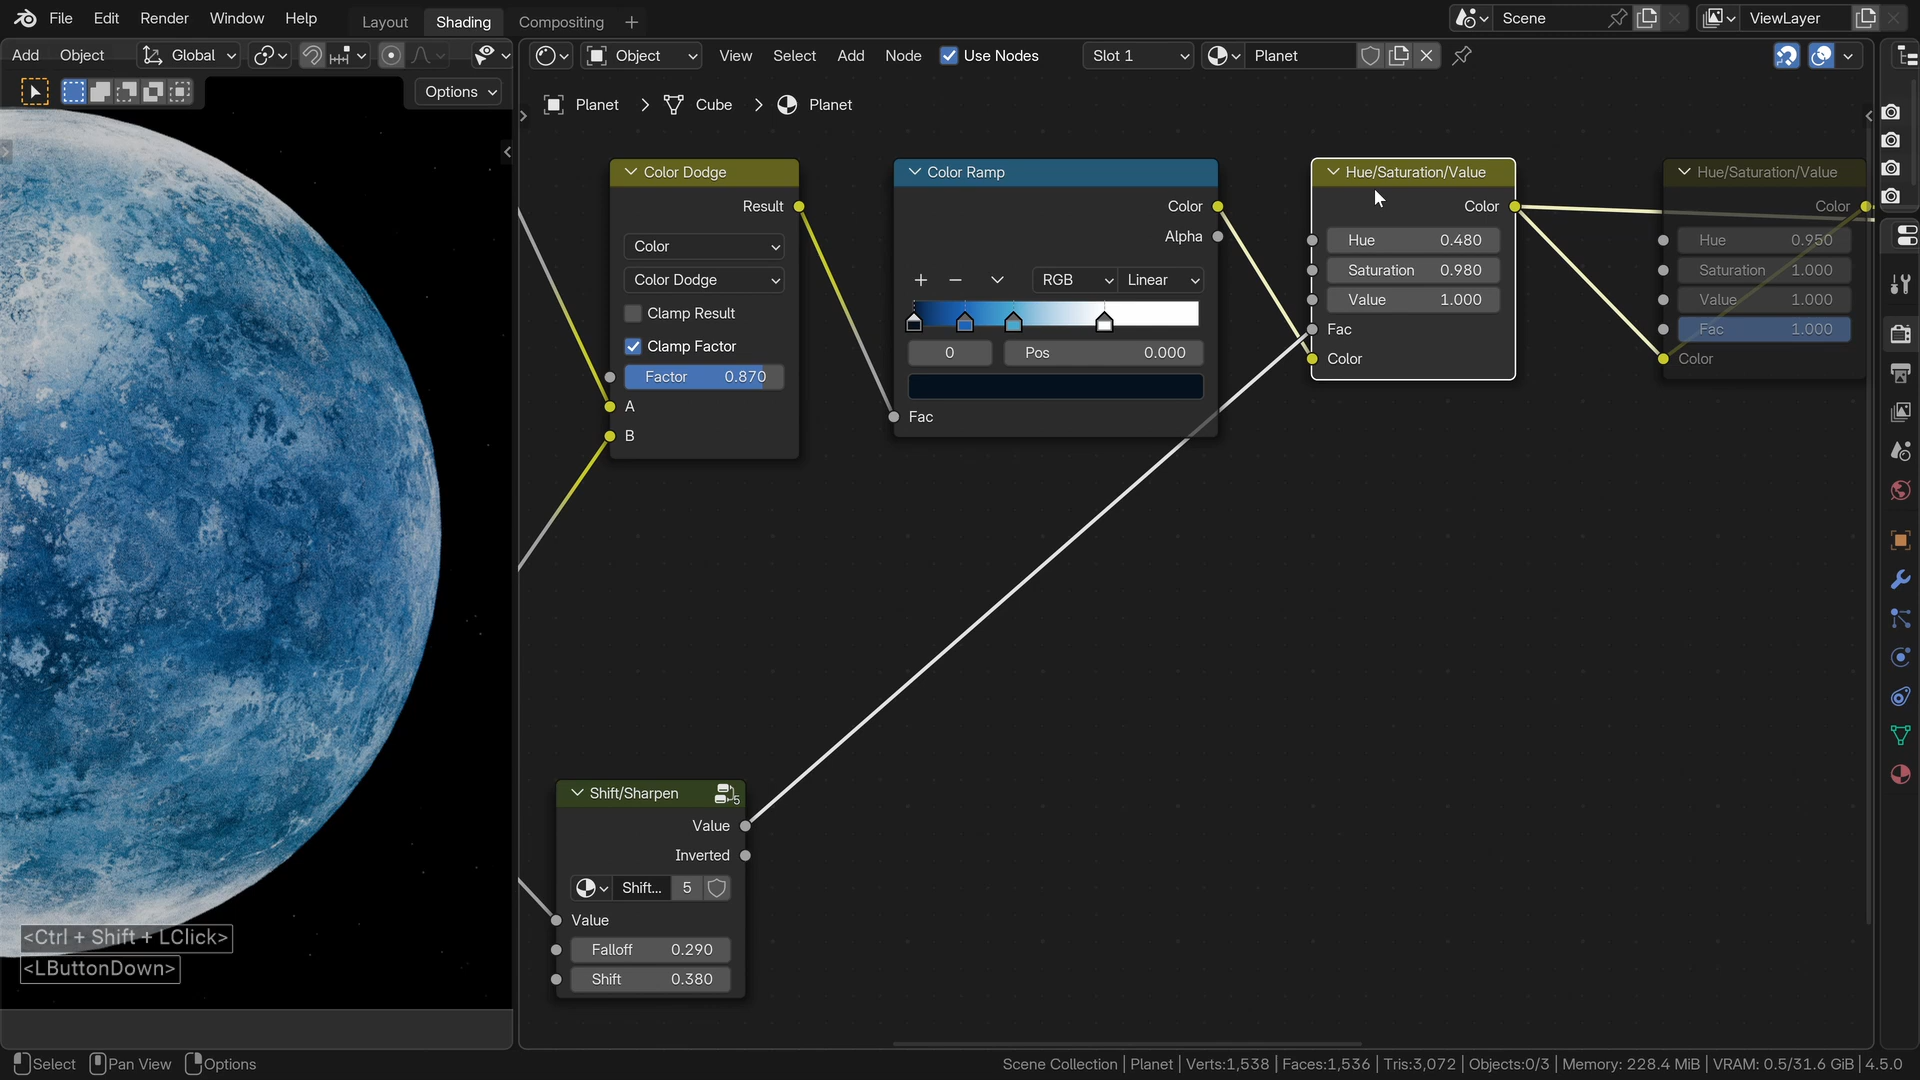 File Edit Render Window Help Layout Shading Compositing + Scene ViewLayer
Add Object Global Object View Select Add Node Use Nodes Slot 1 Planet
Options
Planet > Cube > Planet
Color Dodge
Result
Color
Color Dodge
Clamp Result
Clamp Factor
Factor 0.870
A
B
Color Ramp
Color
Alpha
+ − RGB Linear
0 Pos 0.000
Fac
Hue/Saturation/Value
Color
Hue 0.480
Saturation 0.980
Value 1.000
Fac
Color
Hue/Saturation/Value
Color
Hue 0.950
Saturation 1.000
Value 1.000
Fac 1.000
Color
Shift/Sharpen 5
Value
Inverted
Shift... 5
Value
Falloff 0.290
Shift 0.380
<Ctrl + Shift + LClick>
<LButtonDown>
Select Pan View Options Scene Collection | Planet | Verts:1,538 | Faces:1,536 | Tris:3,072 | Objects:0/3 | Memory: 228.4 MiB | VRAM: 0.5/31.6 GiB | 4.5.0